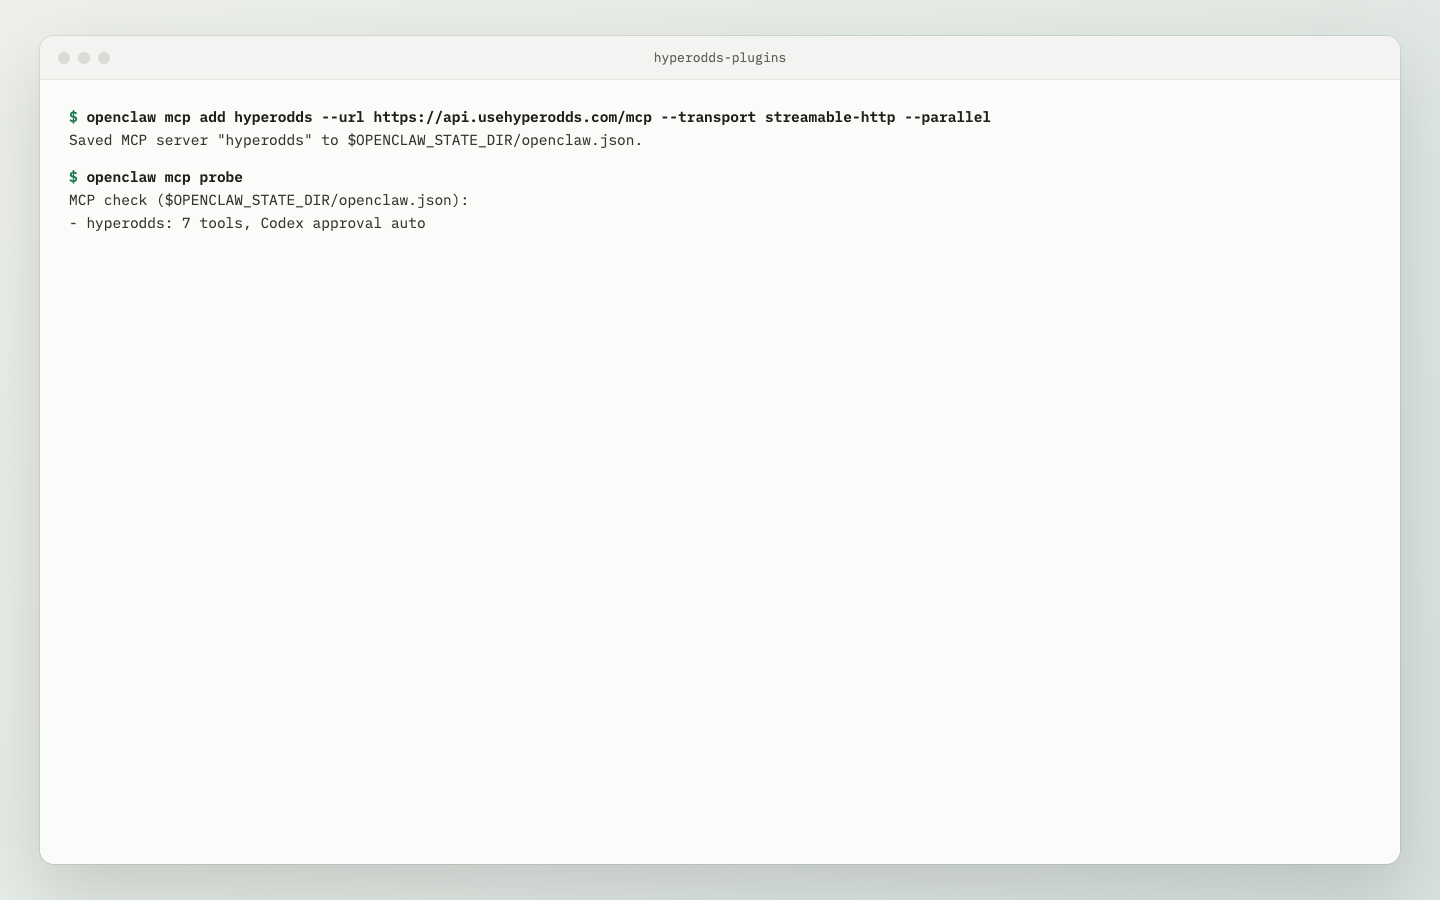 hyperodds-plugins
$ openclaw mcp add hyperodds --url https://api.usehyperodds.com/mcp --transport streamable-http --parallel
Saved MCP server "hyperodds" to $OPENCLAW_STATE_DIR/openclaw.json.
$ openclaw mcp probe
MCP check ($OPENCLAW_STATE_DIR/openclaw.json):
- hyperodds: 7 tools, Codex approval auto